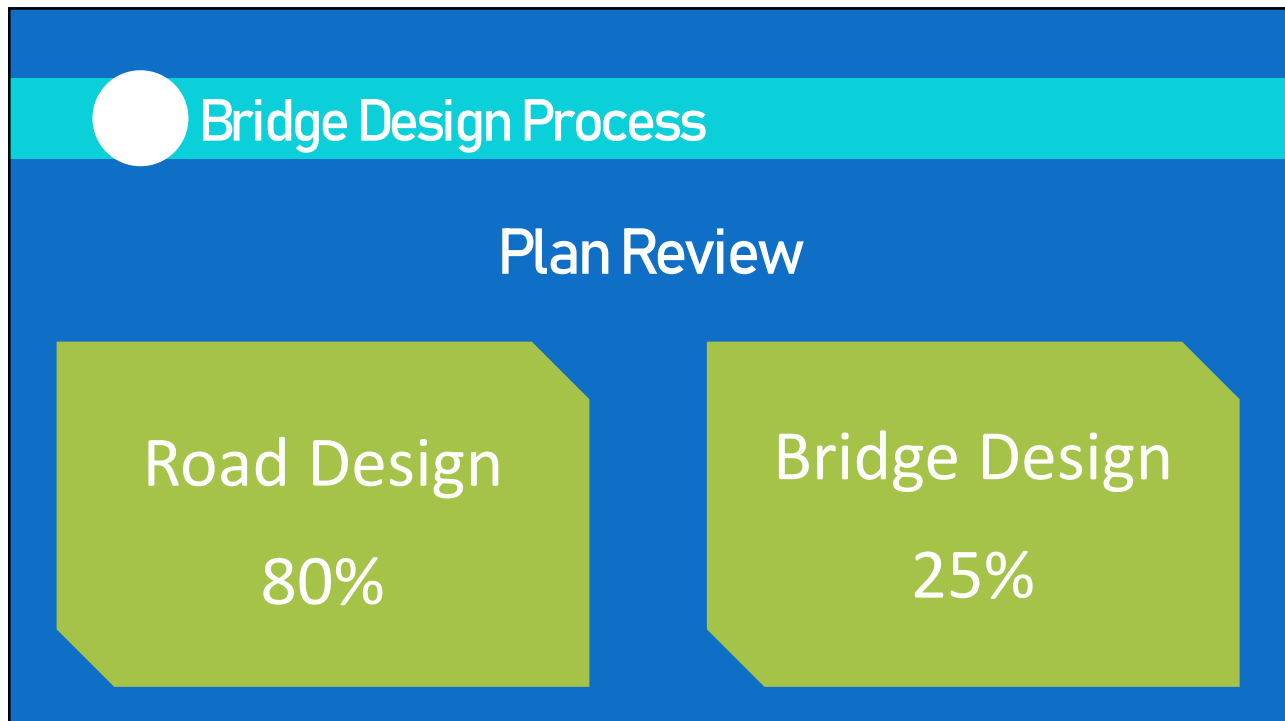 Bridge Design Process
Plan Review
Road Design
80%
Bridge Design
25%